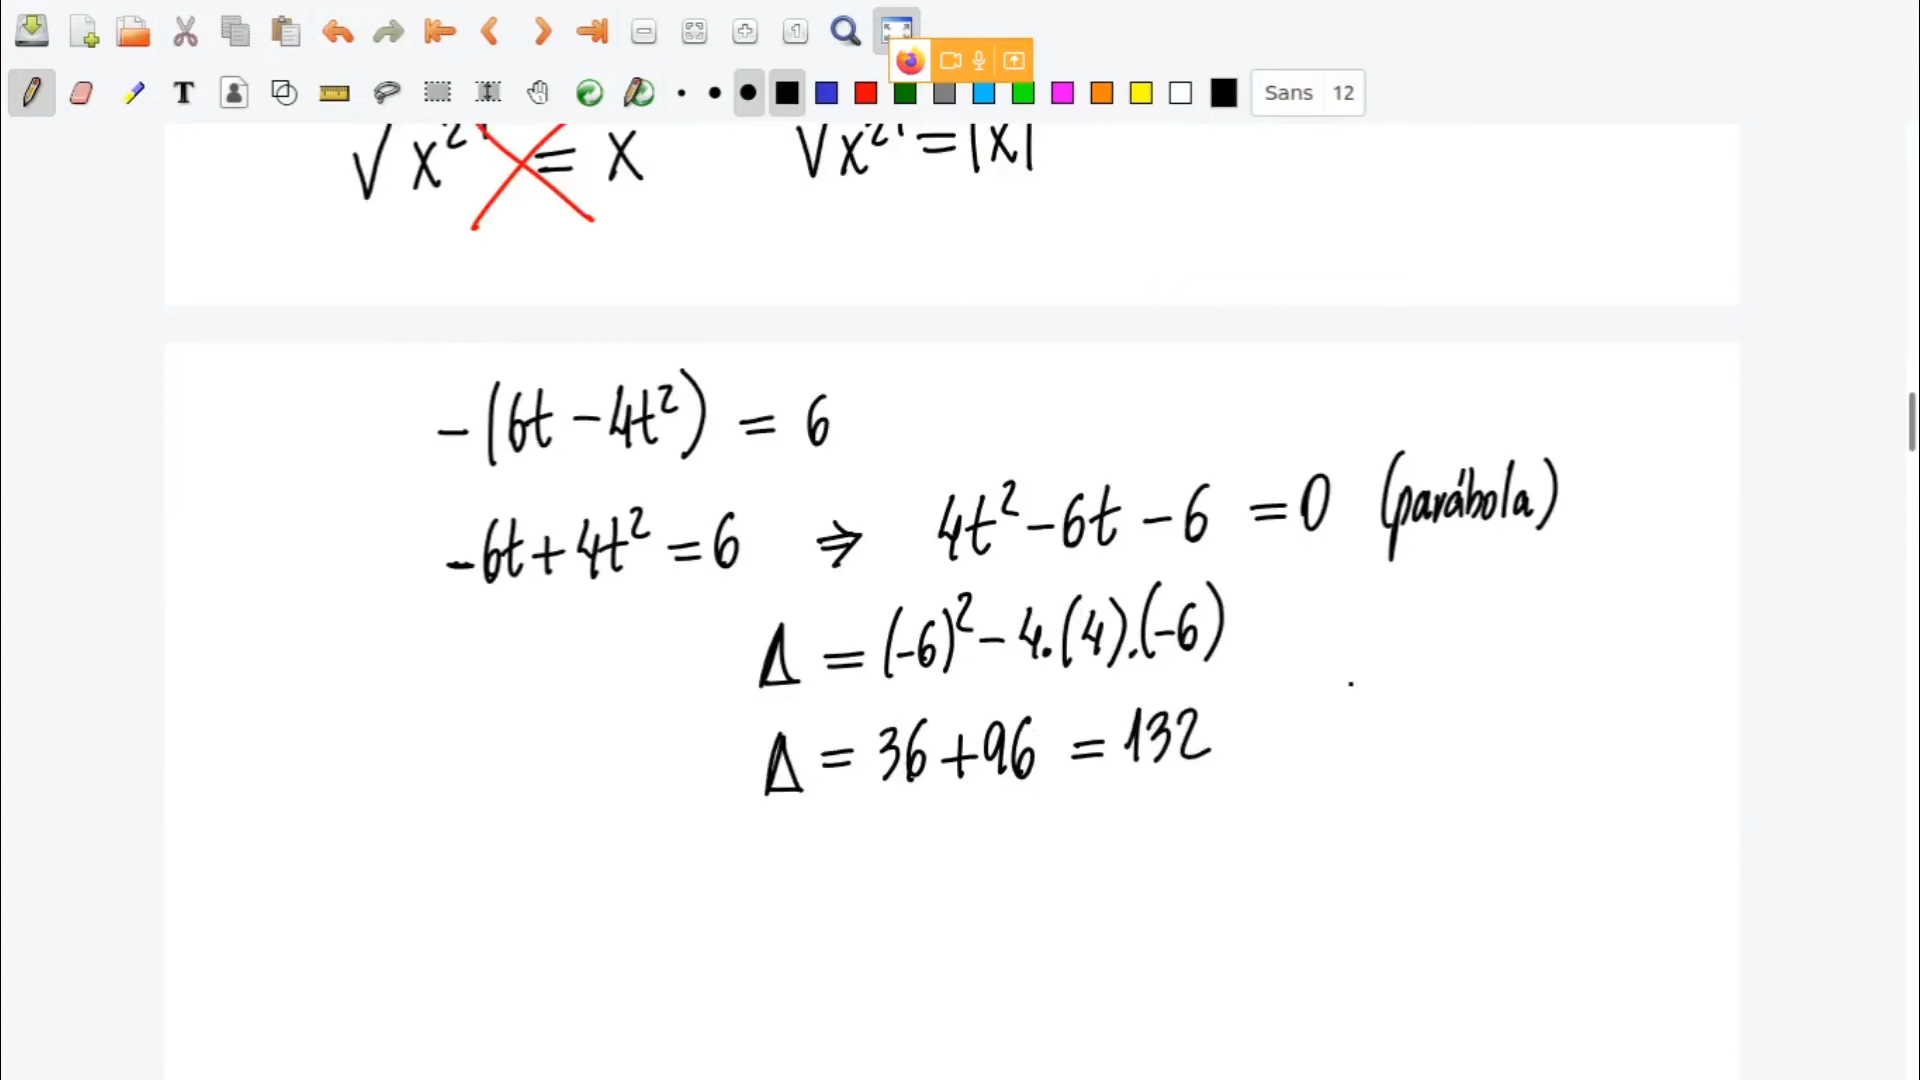 T Sans 12
√x² = x √x² = |x|
-(6t - 4t²) = 6
-6t + 4t² = 6 ⇒ 4t² - 6t - 6 = 0 (parábola)
Δ = (-6)² - 4.(4).(-6)
Δ = 36 + 96 = 132